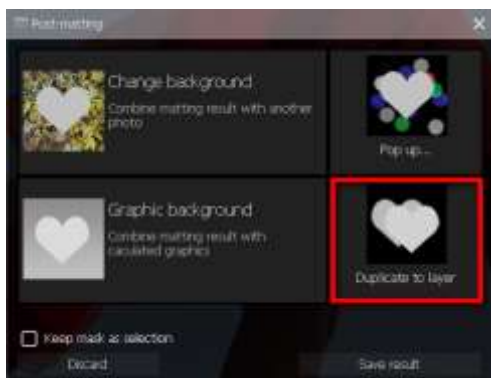 Post-matting
Change background
Combine matting result with another
photo
Pop up...
Graphic background
Combine matting result with
caculated graphics
Duplicate to layer
Keep mask as selection
Discard
Save result